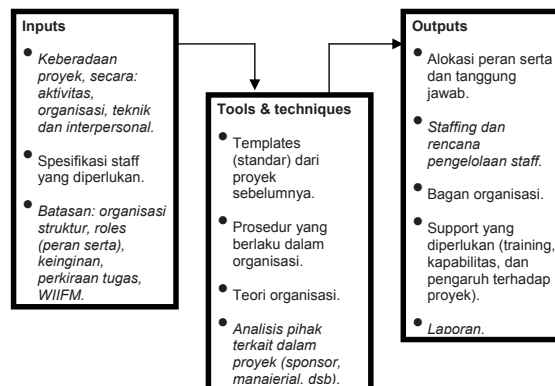 Inputs
• Keberadaan
proyek, secara:
aktivitas,
organisasi, teknik
dan interpersonal.
• Spesifikasi staff
yang diperlukan.
• Batasan: organisasi
struktur, roles
(peran serta),
keinginan,
perkiraan tugas,
WIIFM.
Tools & techniques
• Templates
(standar) dari
proyek
sebelumnya.
• Prosedur yang
berlaku dalam
organisasi.
• Teori organisasi.
• Analisis pihak
terkait dalam
proyek (sponsor,
manajerial, dsb).
Outputs
• Alokasi peran serta
dan tanggung
jawab.
• Staffing dan
rencana
pengelolaan staff.
• Bagan organisasi.
• Support yang
diperlukan (training,
kapabilitas, dan
pengaruh terhadap
proyek).
• Laporan.